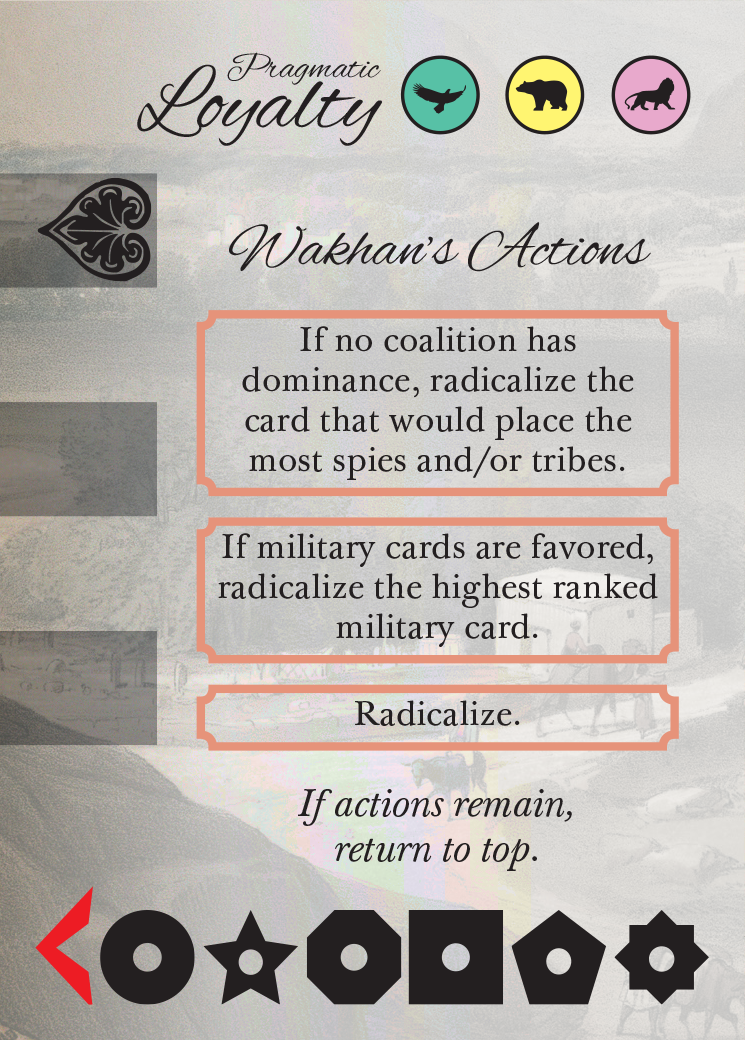 Pragmatic
Loyalty
Wakhan's Actions
If no coalition has
dominance, radicalize the
card that would place the
most spies and/or tribes.
If military cards are favored,
radicalize the highest ranked
military card.
Radicalize.
If actions remain,
return to top.